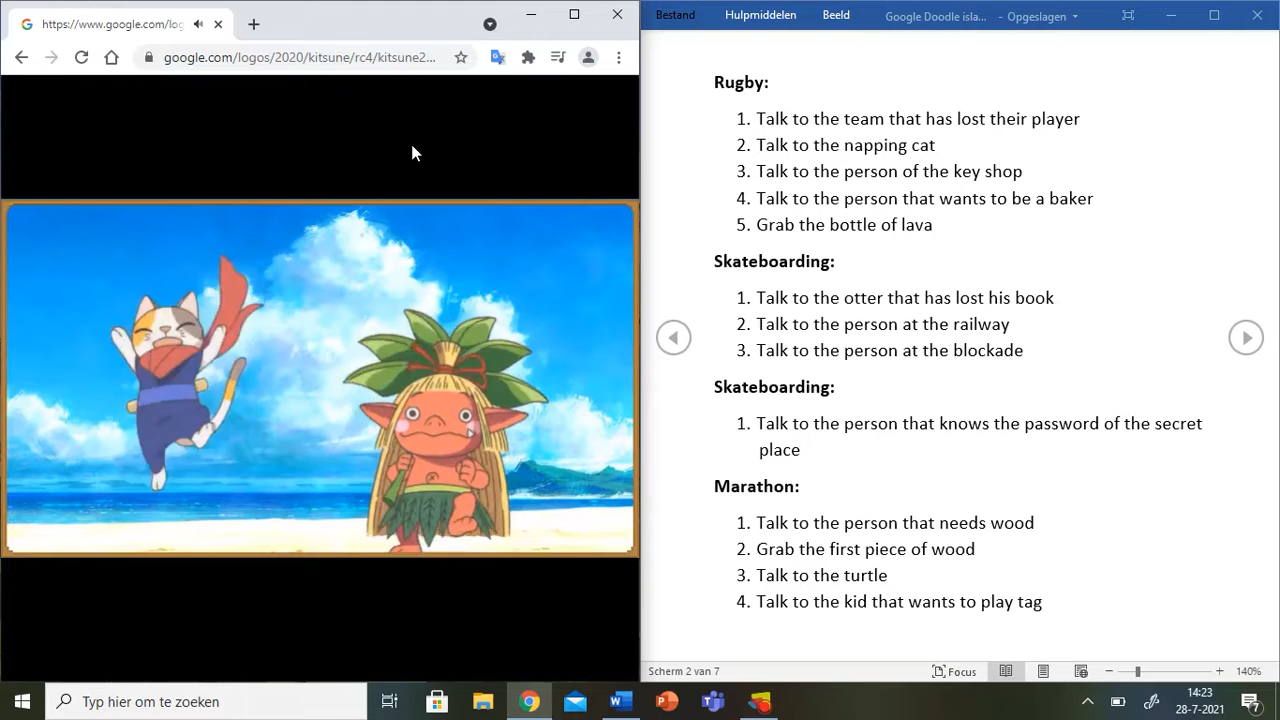 https://www.google.com/log
google.com/logos/2020/kitsune/rc4/kitsune2...
Bestand Hulpmiddelen Beeld Google Doodle isla... - Opgeslagen
Rugby:
1. Talk to the team that has lost their player
2. Talk to the napping cat
3. Talk to the person of the key shop
4. Talk to the person that wants to be a baker
5. Grab the bottle of lava
Skateboarding:
1. Talk to the otter that has lost his book
2. Talk to the person at the railway
3. Talk to the person at the blockade
Skateboarding:
1. Talk to the person that knows the password of the secret
place
Marathon:
1. Talk to the person that needs wood
2. Grab the first piece of wood
3. Talk to the turtle
4. Talk to the kid that wants to play tag
Scherm 2 van 7 Focus 140%
Typ hier om te zoeken
14:23
28-7-2021
7